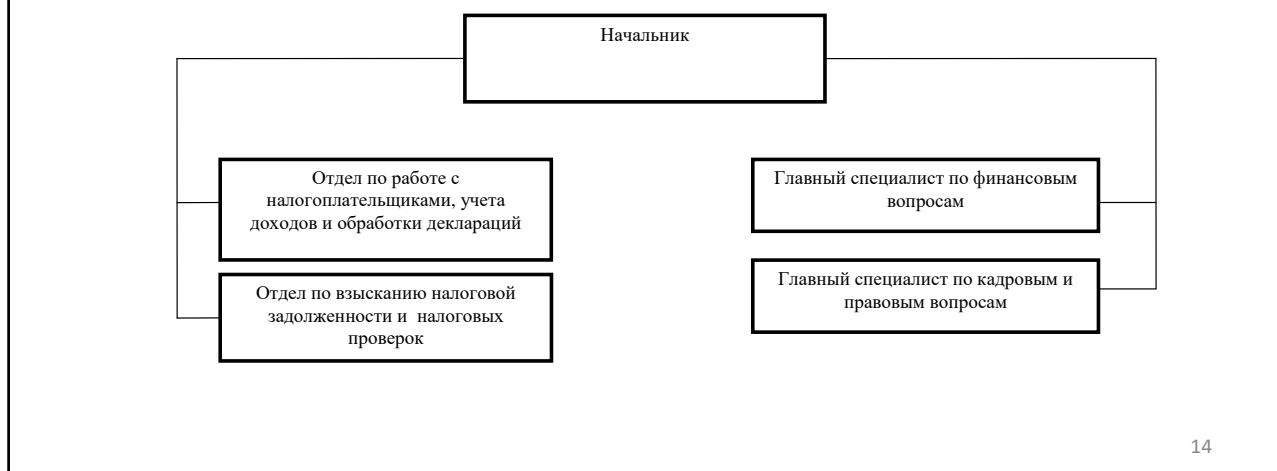 Начальник
Отдел по работе с
налогоплательщиками, учета
доходов и обработки деклараций
Отдел по взысканию налоговой
задолженности и  налоговых
проверок
Главный специалист по финансовым
вопросам
Главный специалист по кадровым и
правовым вопросам
14